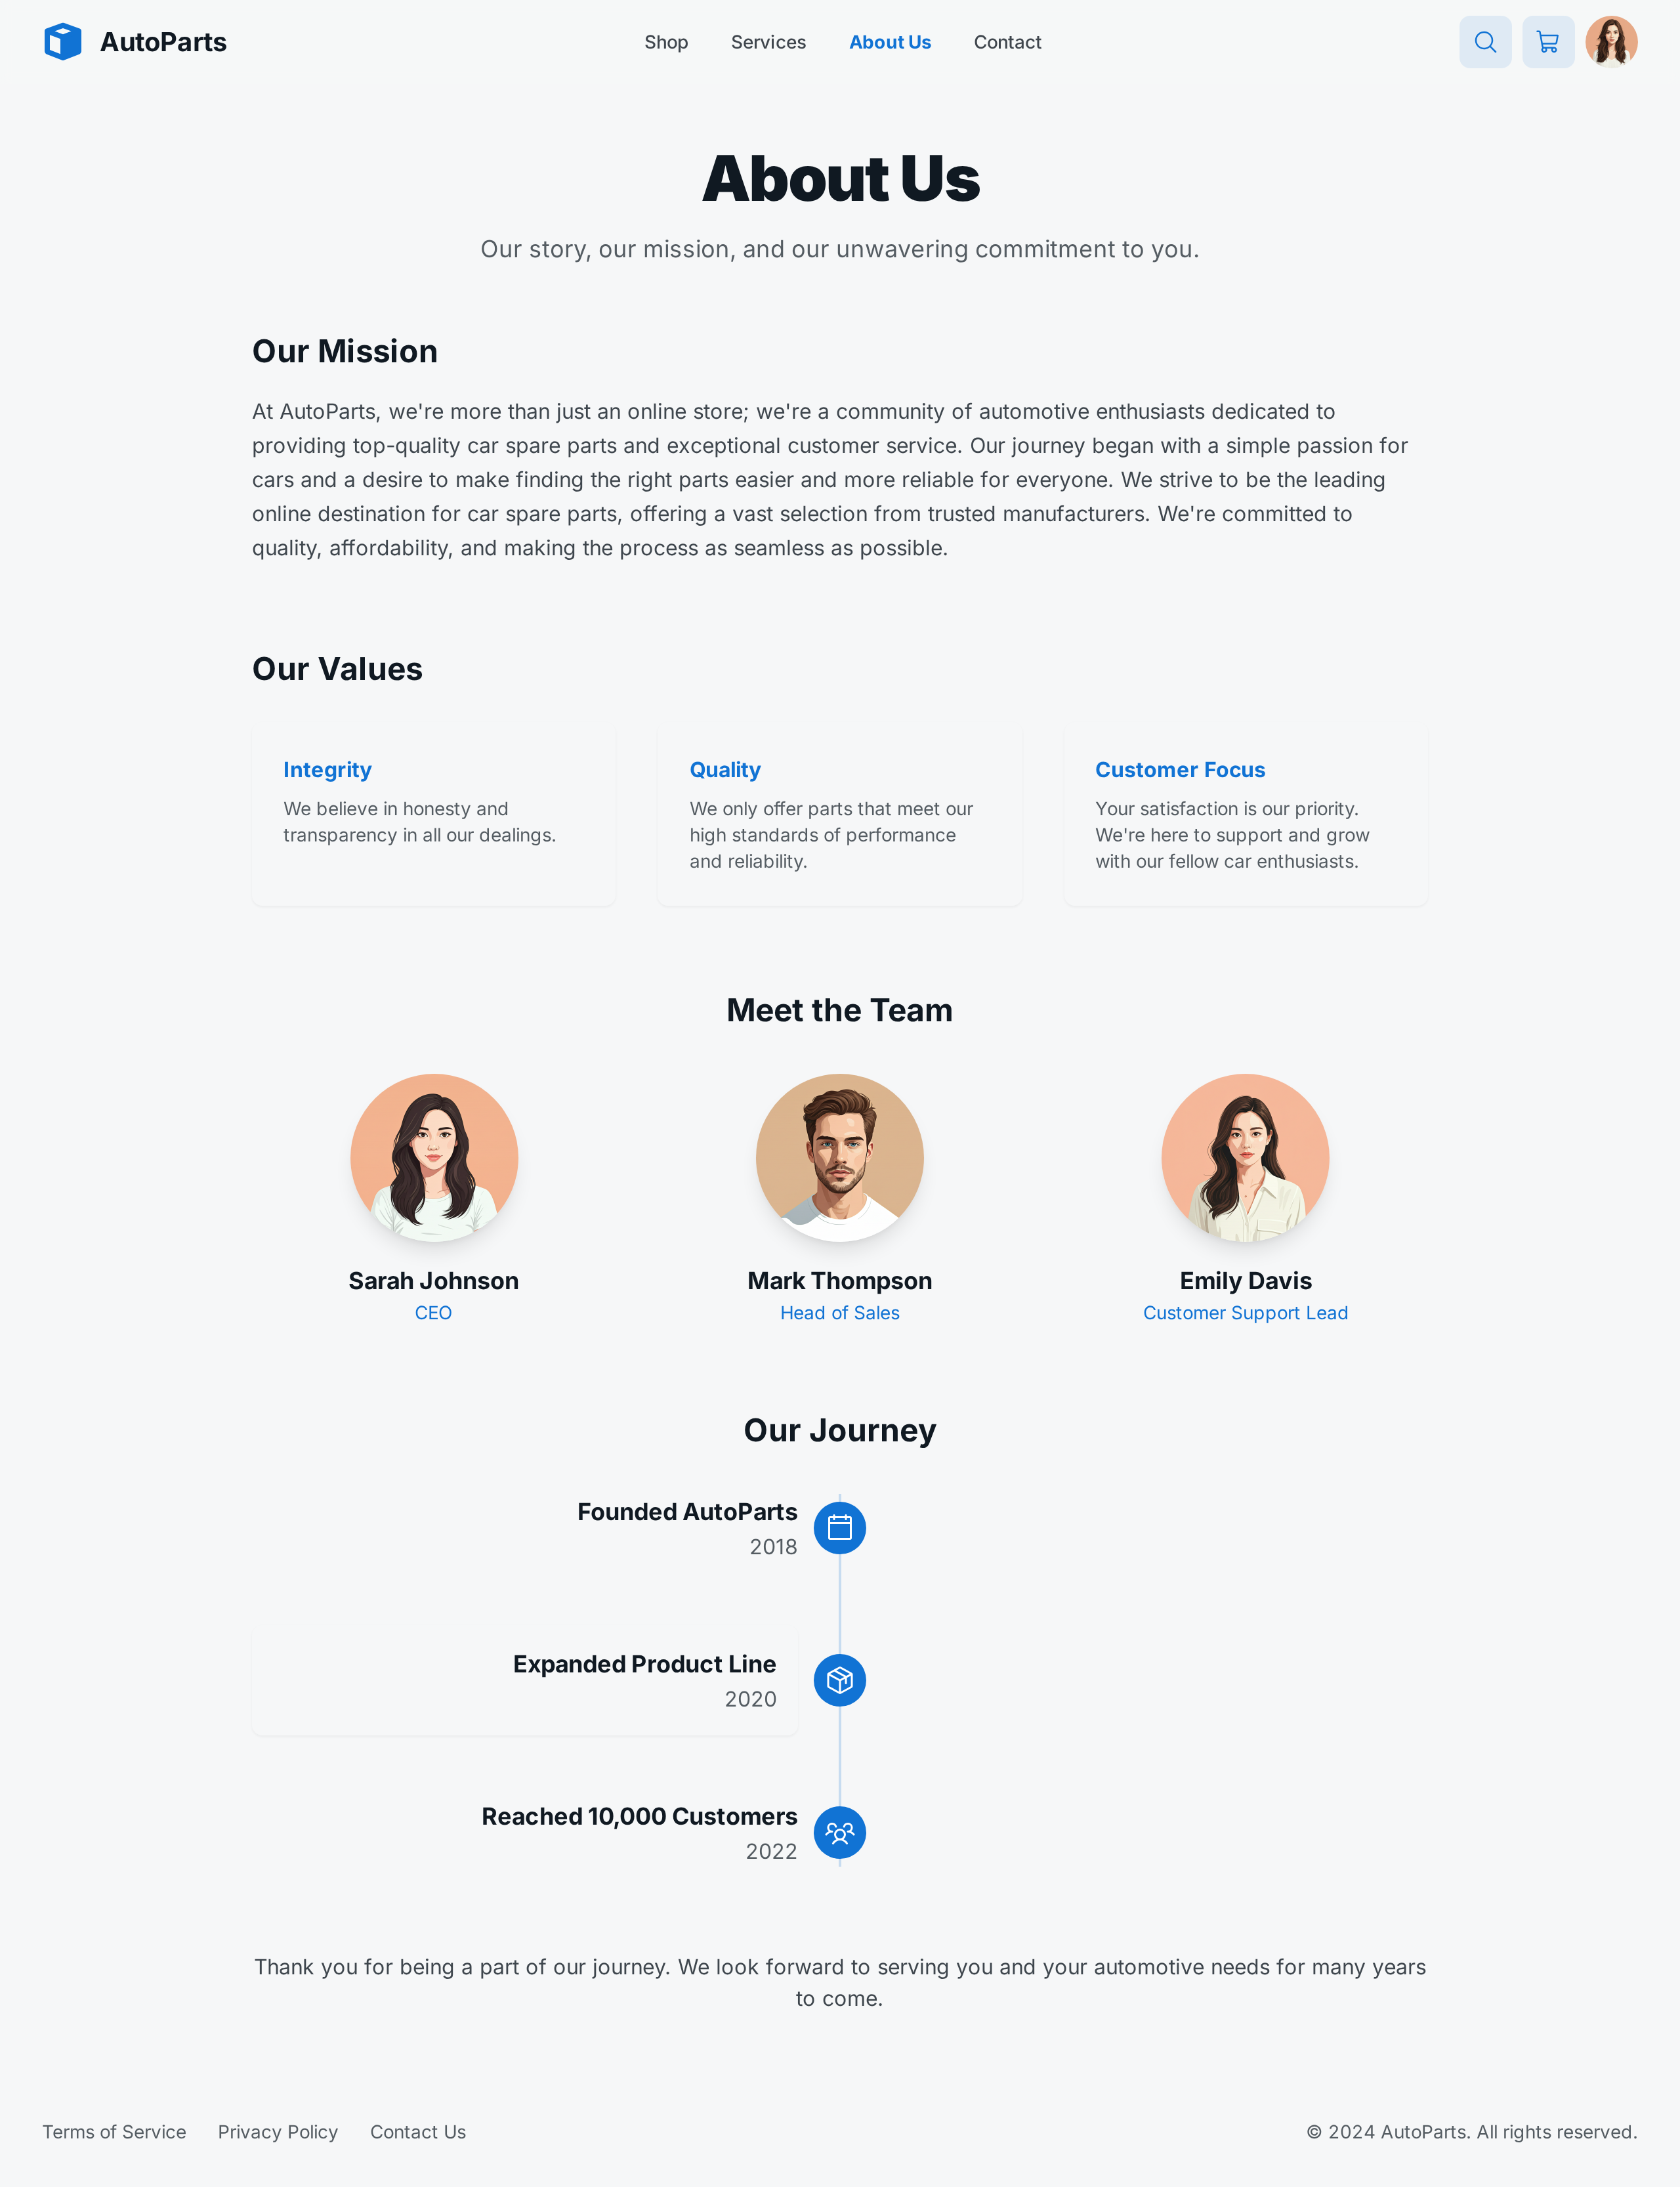 AutoParts
Shop
Services
About Us
Contact
About Us
Our story, our mission, and our unwavering commitment to you.
Our Mission
At AutoParts, we're more than just an online store; we're a community of automotive enthusiasts dedicated to
providing top-quality car spare parts and exceptional customer service. Our journey began with a simple passion for
cars and a desire to make finding the right parts easier and more reliable for everyone. We strive to be the leading
online destination for car spare parts, offering a vast selection from trusted manufacturers. We're committed to
quality, affordability, and making the process as seamless as possible.
Our Values
Integrity
We believe in honesty and
transparency in all our dealings.
Quality
We only offer parts that meet our
high standards of performance
and reliability.
Customer Focus
Your satisfaction is our priority.
We're here to support and grow
with our fellow car enthusiasts.
Meet the Team
Sarah Johnson
CEO
Mark Thompson
Head of Sales
Emily Davis
Customer Support Lead
Our Journey
Founded AutoParts
2018
Expanded Product Line
2020
Reached 10,000 Customers
2022
Thank you for being a part of our journey. We look forward to serving you and your automotive needs for many years
to come.
Terms of Service
Privacy Policy
Contact Us
© 2024 AutoParts. All rights reserved.